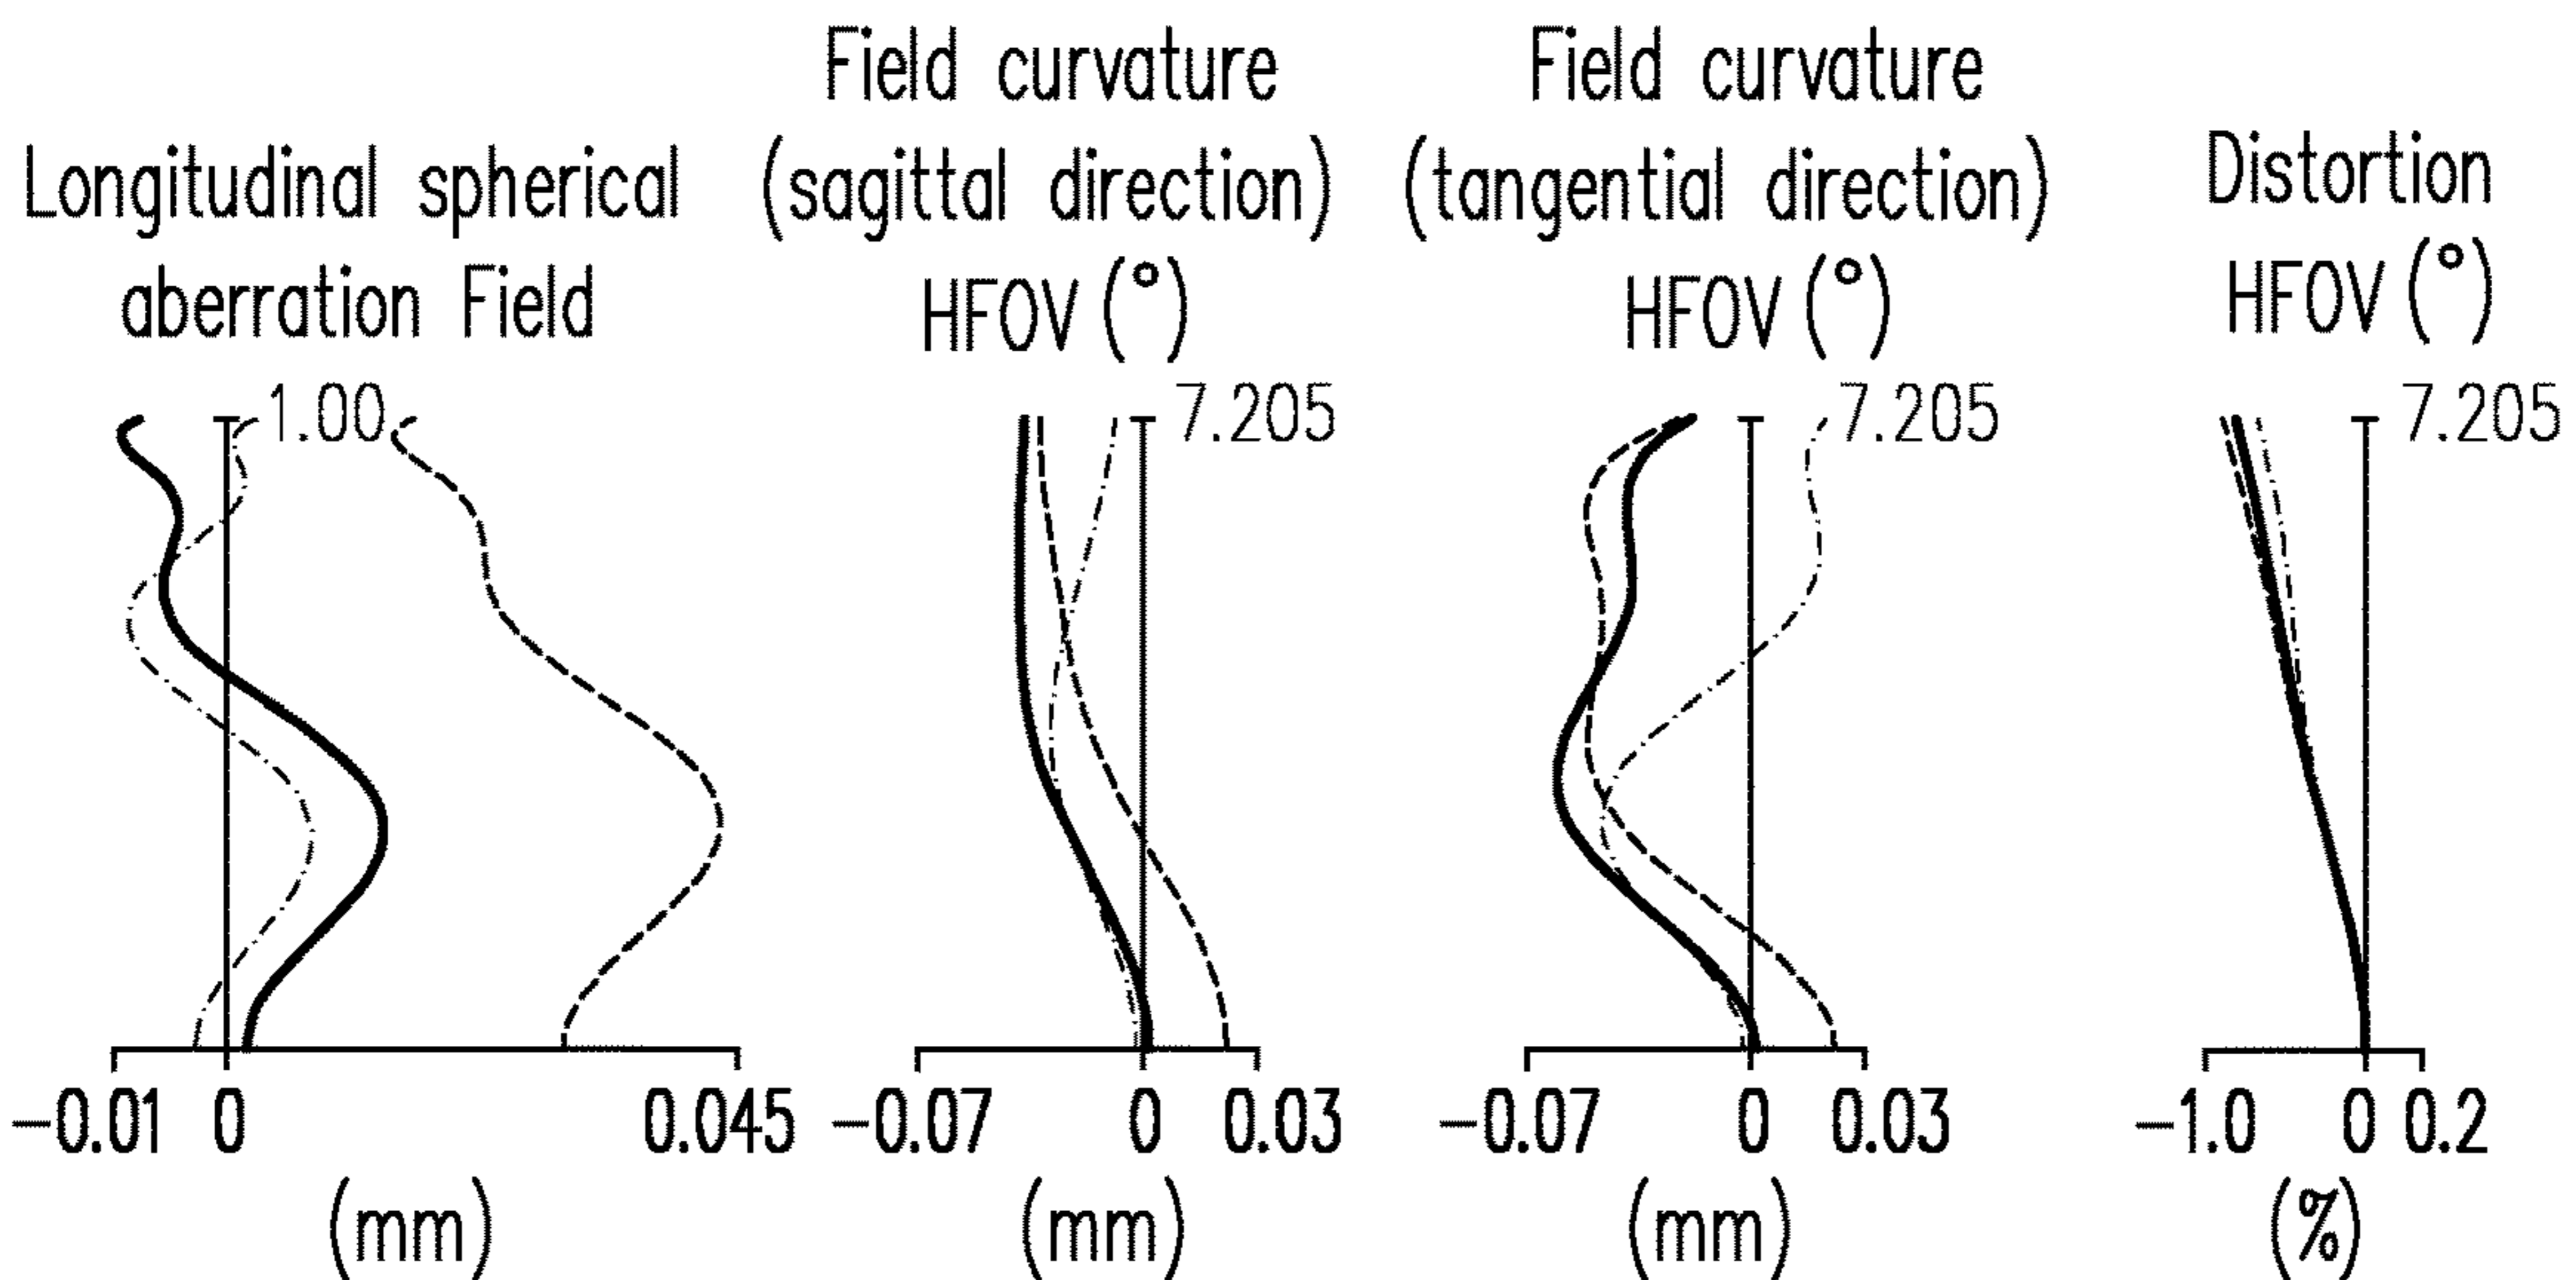 Longitudinal spherical
aberration Field
1.00
-0.01 0 0.045
(mm)
Field curvature
(sagittal direction)
HFOV (°)
7.205
-0.07 0 0.03
(mm)
Field curvature
(tangential direction)
HFOV (°)
7.205
-0.07 0 0.03
(mm)
Distortion
HFOV (°)
7.205
-1.0 0 0.2
(%)